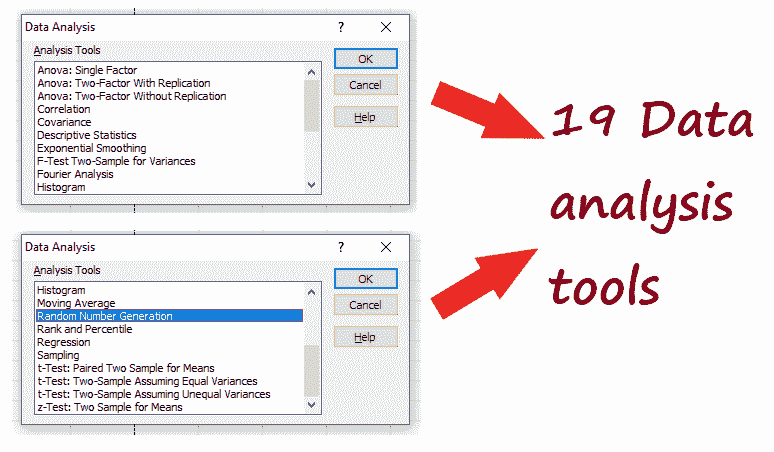 Data Analysis ?
Analysis Tools
Anova: Single Factor
Anova: Two-Factor With Replication
Anova: Two-Factor Without Replication
Correlation
Covariance
Descriptive Statistics
Exponential Smoothing
F-Test Two-Sample for Variances
Fourier Analysis
Histogram
OK
Cancel
Help
Data Analysis ?
Analysis Tools
Histogram
Moving Average
Random Number Generation
Rank and Percentile
Regression
Sampling
t-Test: Paired Two Sample for Means
t-Test: Two-Sample Assuming Equal Variances
t-Test: Two-Sample Assuming Unequal Variances
z-Test: Two Sample for Means
OK
Cancel
Help
19 Data
analysis
tools